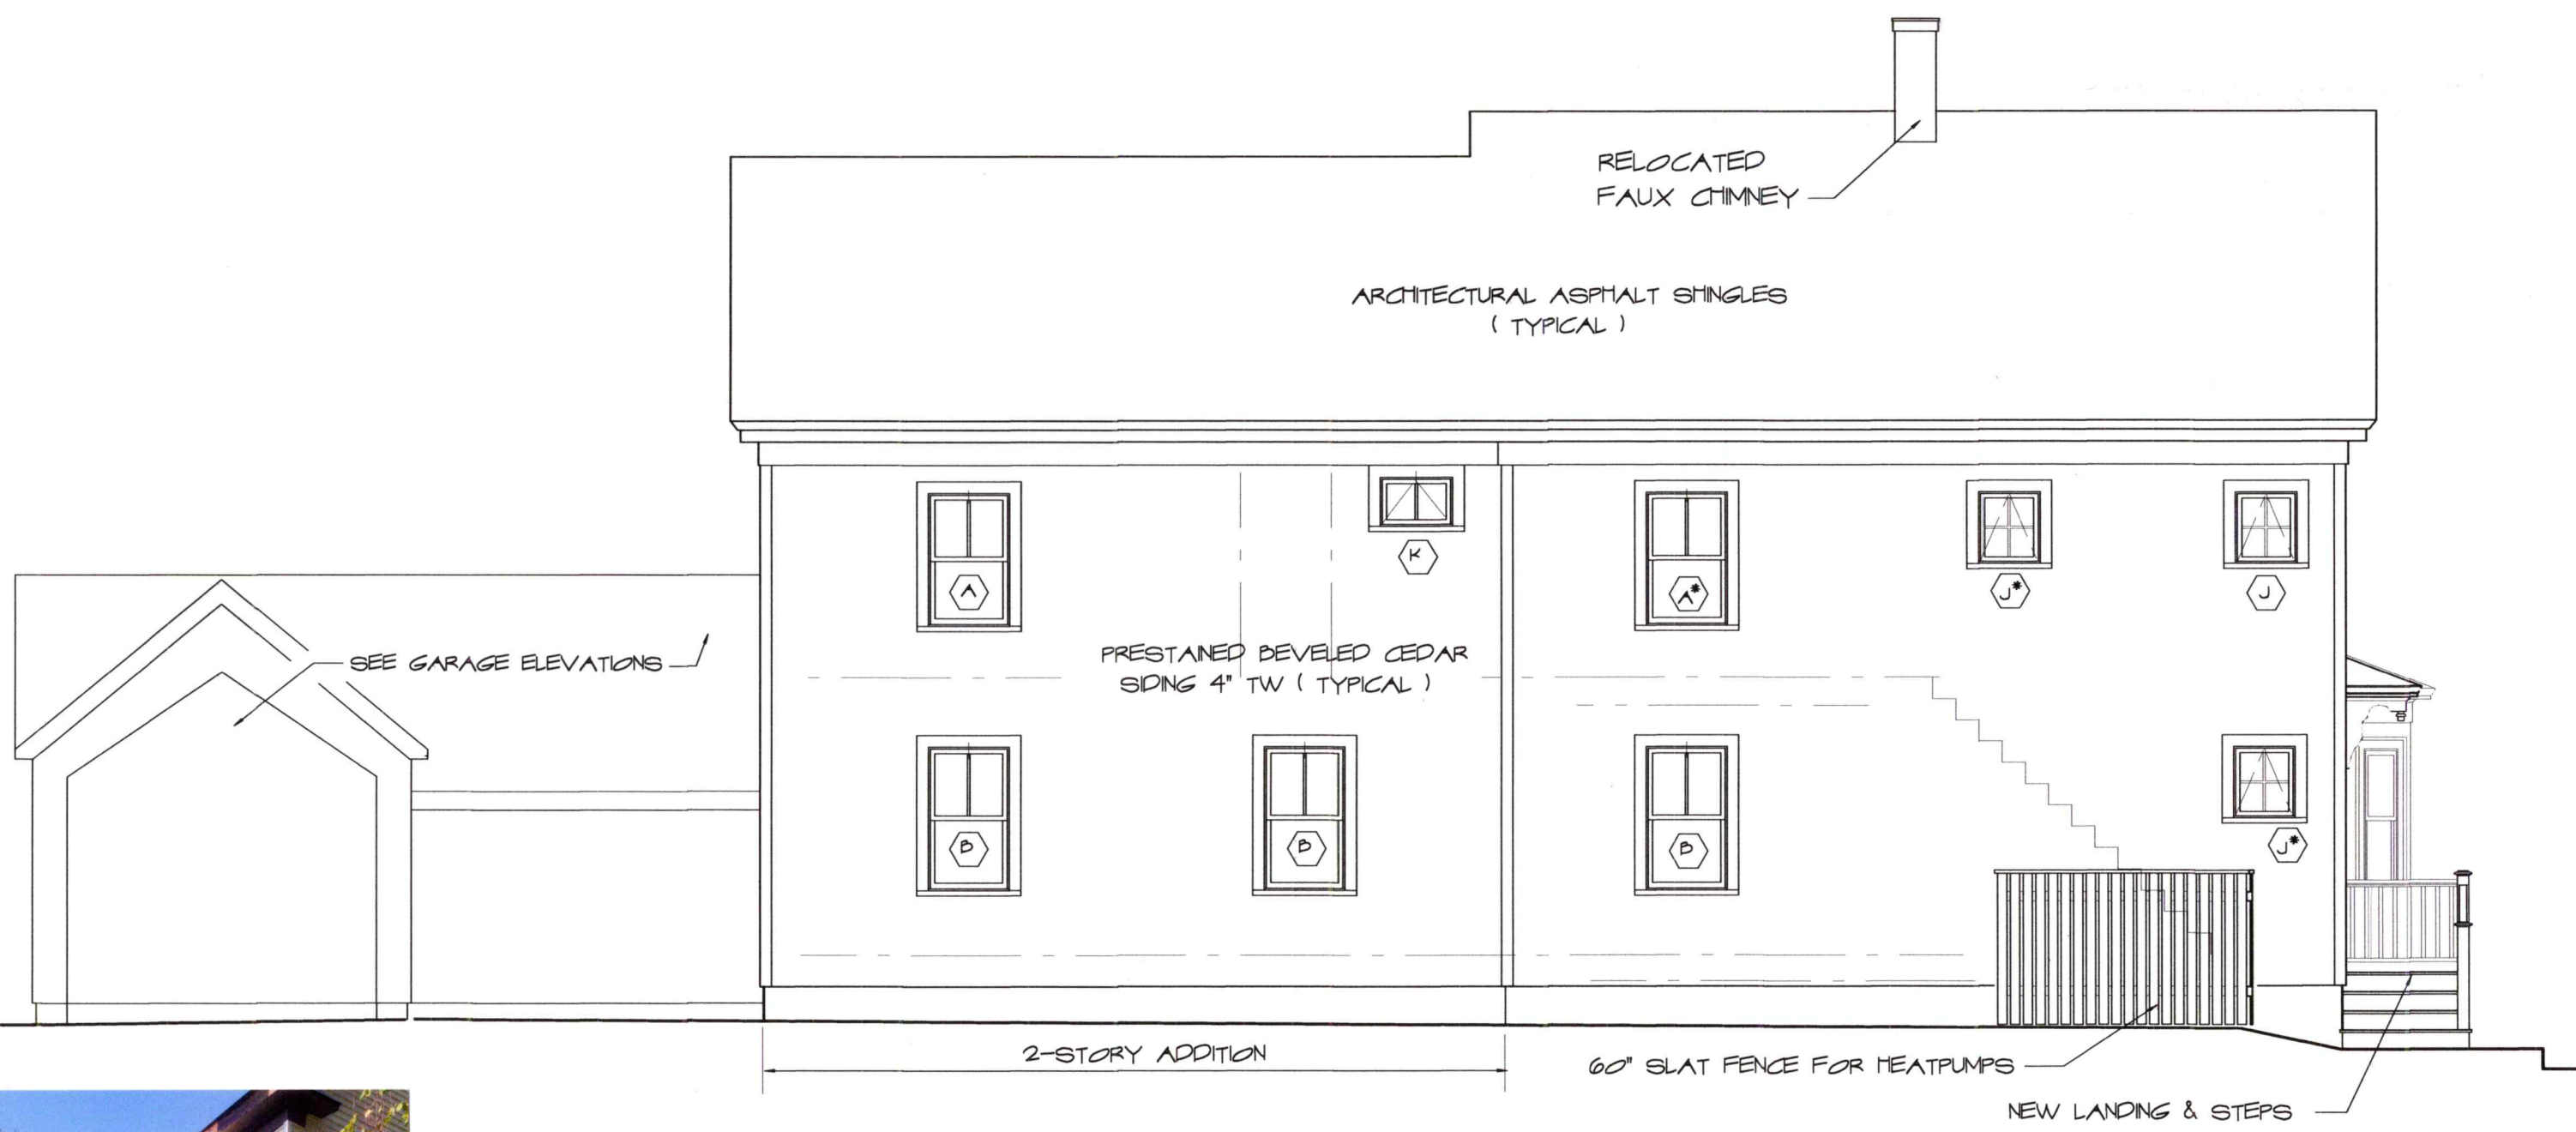 RELOCATED
FAUX CHIMNEY
ARCHITECTURAL ASPHALT SHINGLES
( TYPICAL )
K
A
A*
J*
J
SEE GARAGE ELEVATIONS
PRESTAINED BEVELED CEDAR
SIDING 4" TW ( TYPICAL )
B
B
B
J*
2-STORY ADDITION
60" SLAT FENCE FOR HEATPUMPS
NEW LANDING & STEPS